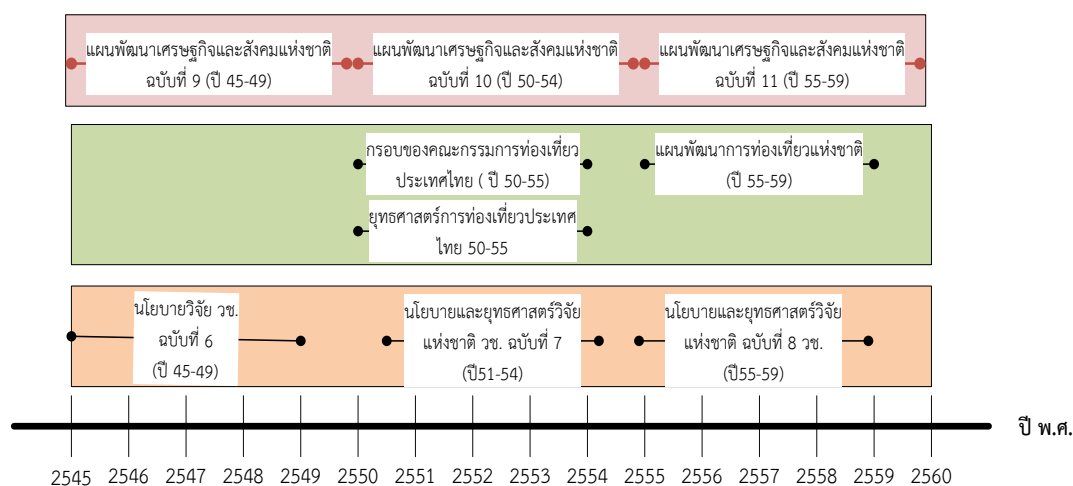 แผนพัฒนาเศรษฐกิจและสังคมแห่งชาติ
ฉบับที่ 9 (ปี 45-49)
แผนพัฒนาเศรษฐกิจและสังคมแห่งชาติ
ฉบับที่ 10 (ปี 50-54)
แผนพัฒนาเศรษฐกิจและสังคมแห่งชาติ
ฉบับที่ 11 (ปี 55-59)
กรอบของคณะกรรมการท่องเที่ยว
ประเทศไทย ( ปี 50-55)
แผนพัฒนาการท่องเที่ยวแห่งชาติ
(ปี 55-59)
ยุทธศาสตร์การท่องเที่ยวประเทศ
ไทย 50-55
นโยบายวิจัย วช.
ฉบับที่ 6
(ปี 45-49)
นโยบายและยุทธศาสตร์วิจัย
แห่งชาติ วช. ฉบับที่ 7
(ปี51-54)
นโยบายและยุทธศาสตร์วิจัย
แห่งชาติ ฉบับที่ 8 วช.
(ปี55-59)
ปี พ.ศ.
2545 2546 2547 2548 2549 2550 2551 2552 2553 2554 2555 2556 2557 2558 2559 2560